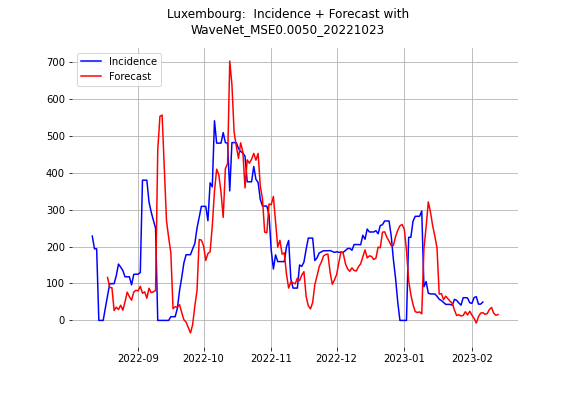 Luxembourg:  Incidence + Forecast with
WaveNet_MSE0.0050_20221023
Incidence
Forecast
700
600
500
400
300
200
100
0
2022-09 2022-10 2022-11 2022-12 2023-01 2023-02